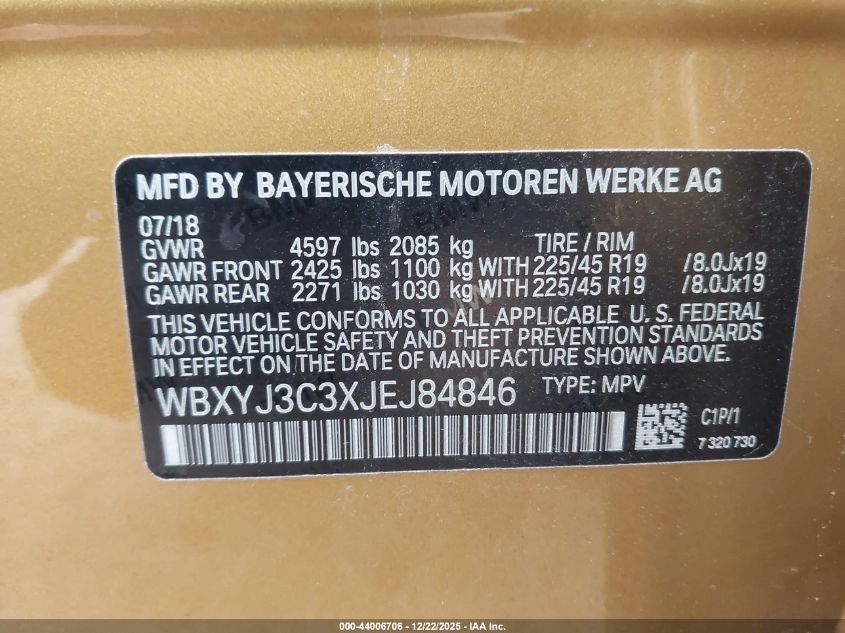 MFD BY BAYERISCHE MOTOREN WERKE AG
07/18
GVWR 4597 lbs 2085 kg TIRE / RIM
GAWR FRONT 2425 lbs 1100 kg WITH 225/45 R19 /8.0Jx19
GAWR REAR 2271 lbs 1030 kg WITH 225/45 R19 /8.0Jx19
THIS VEHICLE CONFORMS TO ALL APPLICABLE U. S. FEDERAL
MOTOR VEHICLE SAFETY AND THEFT PREVENTION STANDARDS
IN EFFECT ON THE DATE OF MANUFACTURE SHOWN ABOVE.
WBXYJ3C3XJEJ84846 TYPE: MPV
C1P/1
7 320 730
000-44006706 - 12/22/2025 - IAA Inc.